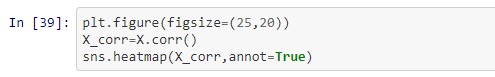 In [39]: plt.figure(figsize=(25,20))
X_corr=X.corr()
sns.heatmap(X_corr,annot=True)